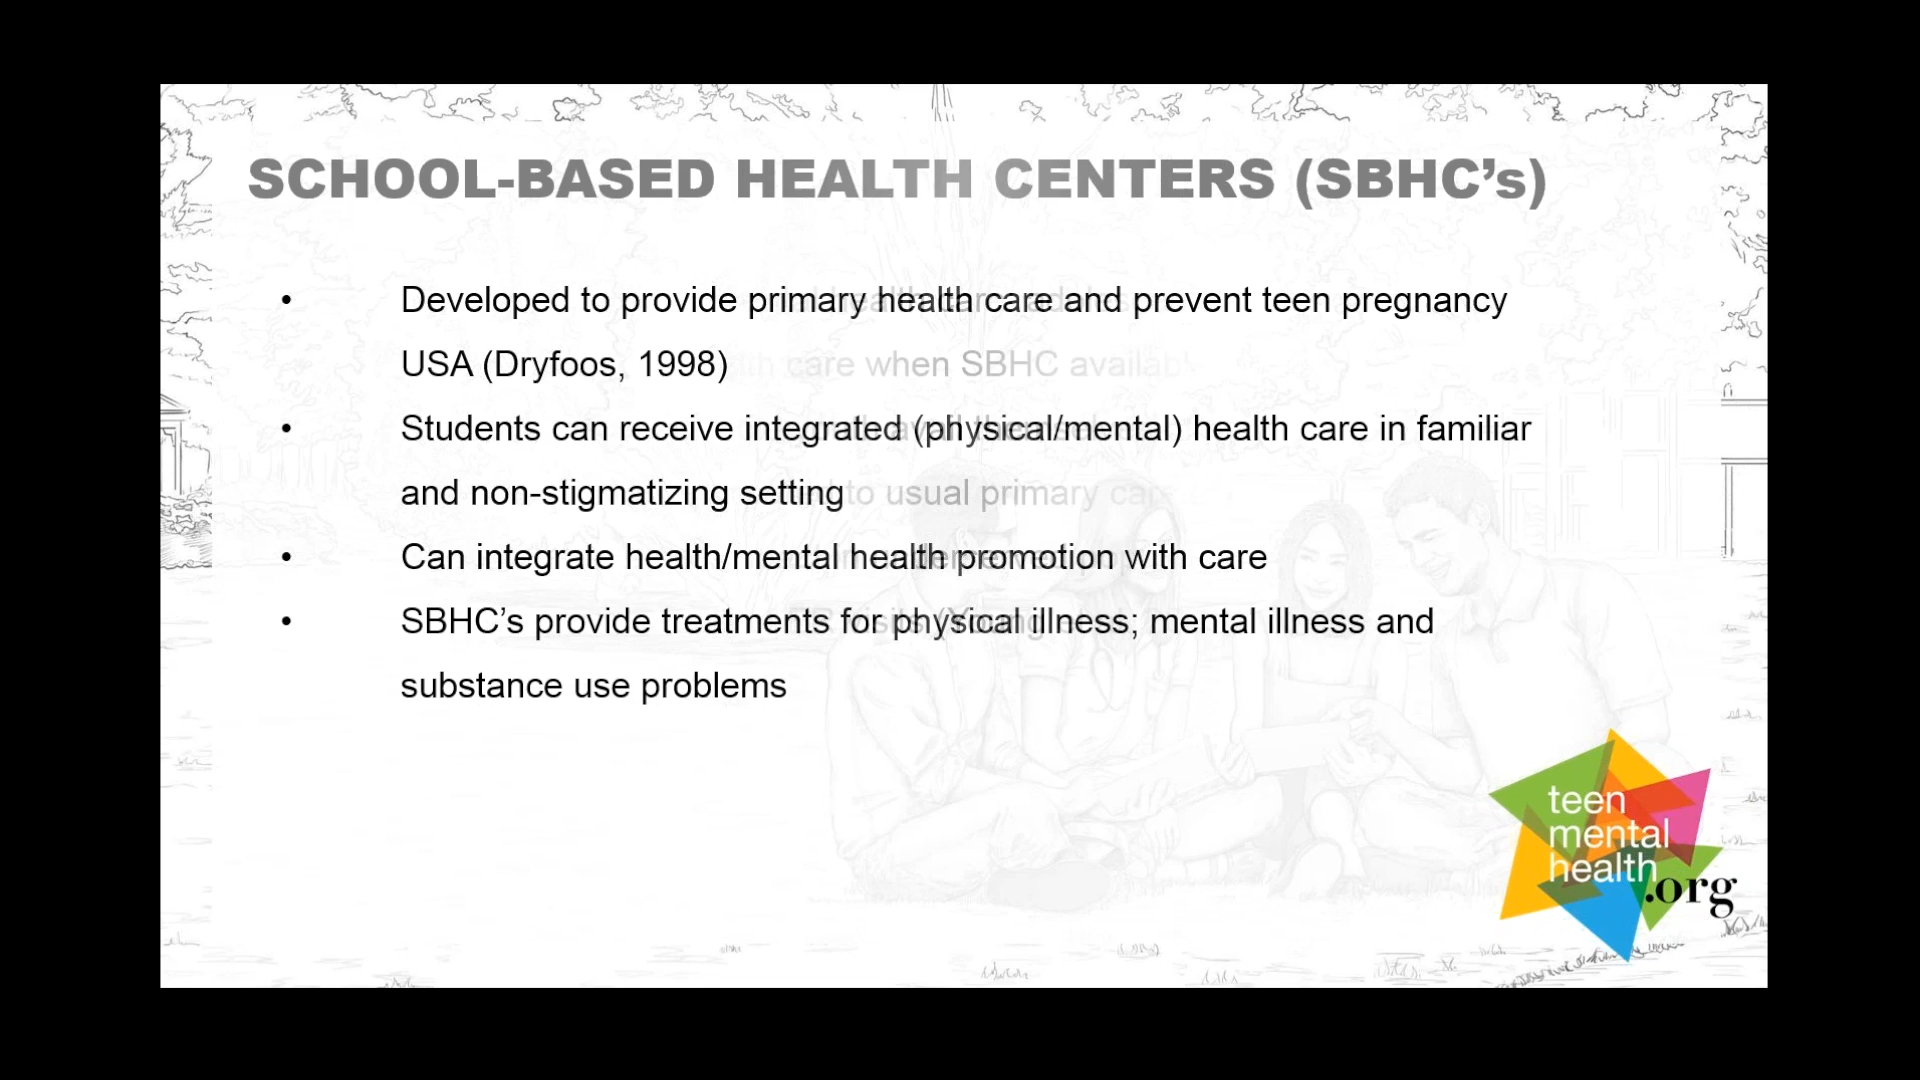 SCHOOL-BASED HEALTH CENTERS (SBHC’s)
• Developed to provide primary health care and prevent teen pregnancy
USA (Dryfoos, 1998)
care when SBHC
• Students can receive integrated (physical/mental) health care in familiar
and non-stigmatizing setting
to usual primary
• Can integrate health/mental health promotion with care
• SBHC’s provide treatments for physical illness; mental illness and
substance use problems
teen
mental
health
.org